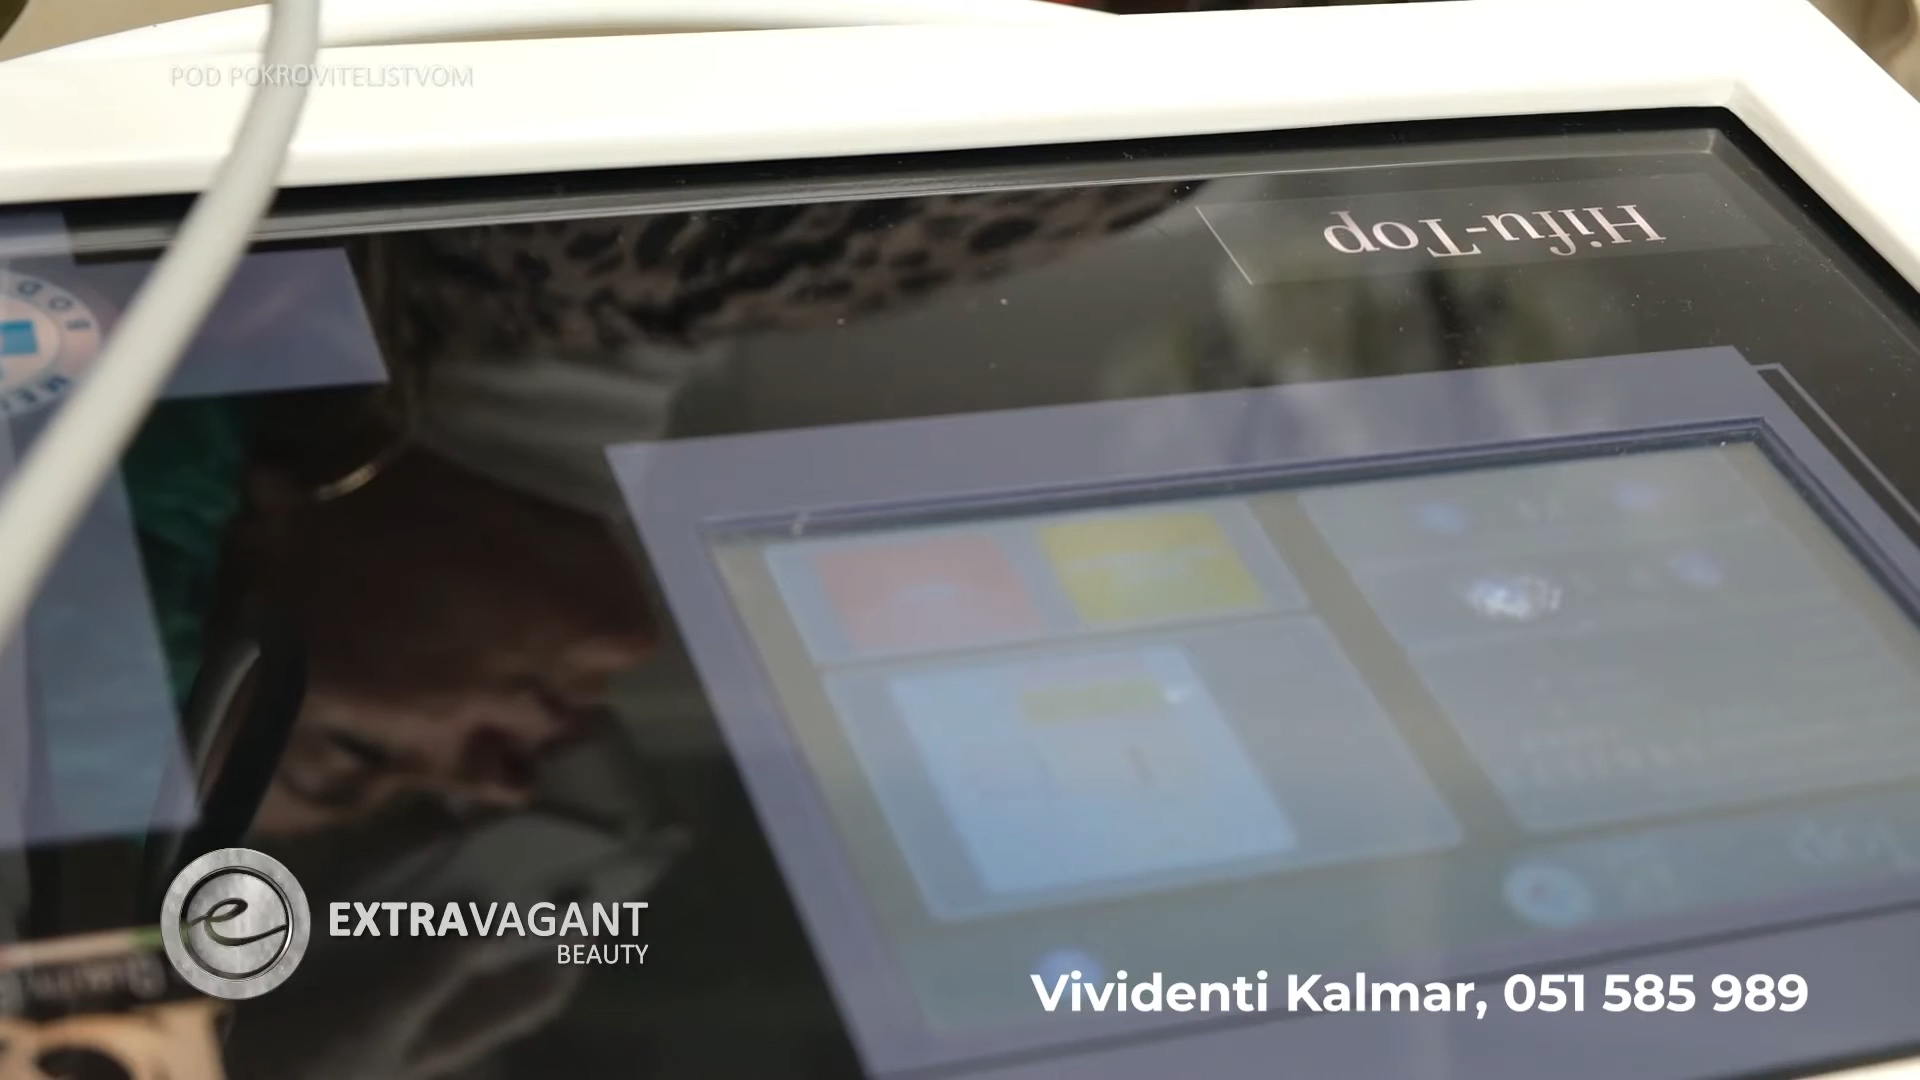 POD POKROVITELJSTVOM
Hifu-Top
EXTRAVAGANT
BEAUTY
Vividenti Kalmar, 051 585 989